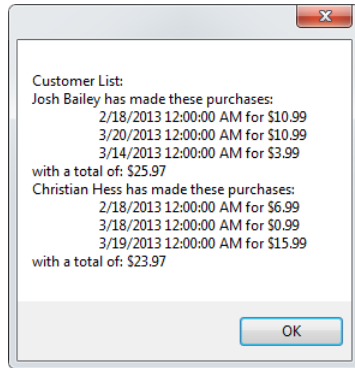 Customer List:
Josh Bailey has made these purchases:
2/18/2013 12:00:00 AM for $10.99
3/20/2013 12:00:00 AM for $10.99
3/14/2013 12:00:00 AM for $3.99
with a total of: $25.97
Christian Hess has made these purchases:
2/18/2013 12:00:00 AM for $6.99
3/18/2013 12:00:00 AM for $0.99
3/19/2013 12:00:00 AM for $15.99
with a total of: $23.97
OK